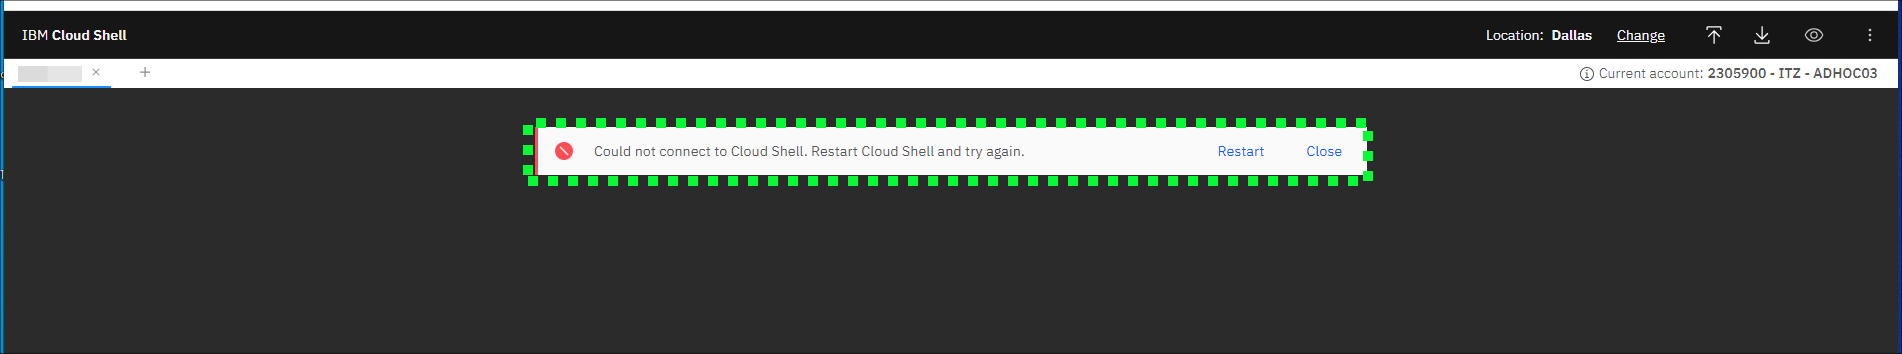 IBM Cloud Shell
Location: Dallas Change
Current account: 2305900 - ITZ - ADHOC03
Could not connect to Cloud Shell. Restart Cloud Shell and try again. Restart Close